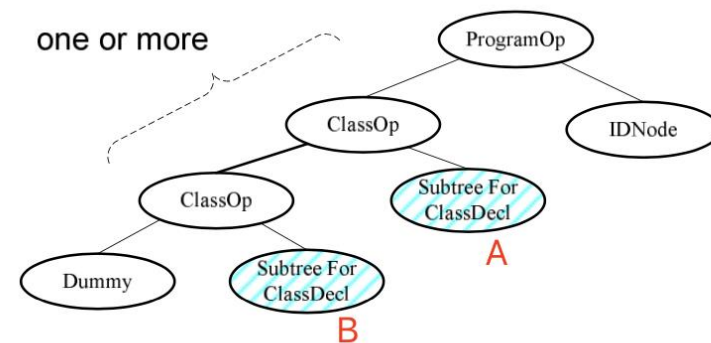 one or more
ProgramOp
ClassOp
IDNode
ClassOp
Subtree For
ClassDecl
A
Dummy
Subtree For
ClassDecl
B